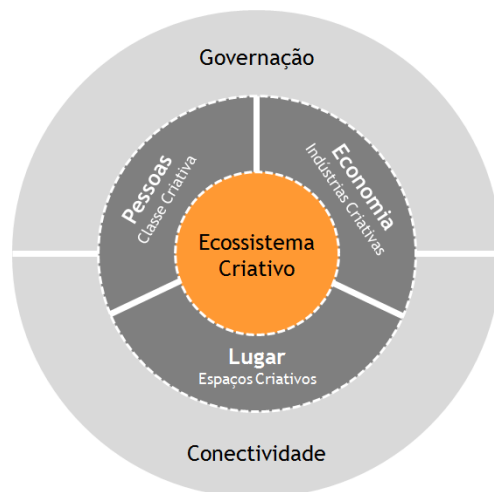 Governação
Pessoas
Classe Criativa
Economia
Indústrias Criativas
Ecossistema
Criativo
Lugar
Espaços Criativos
Conectividade